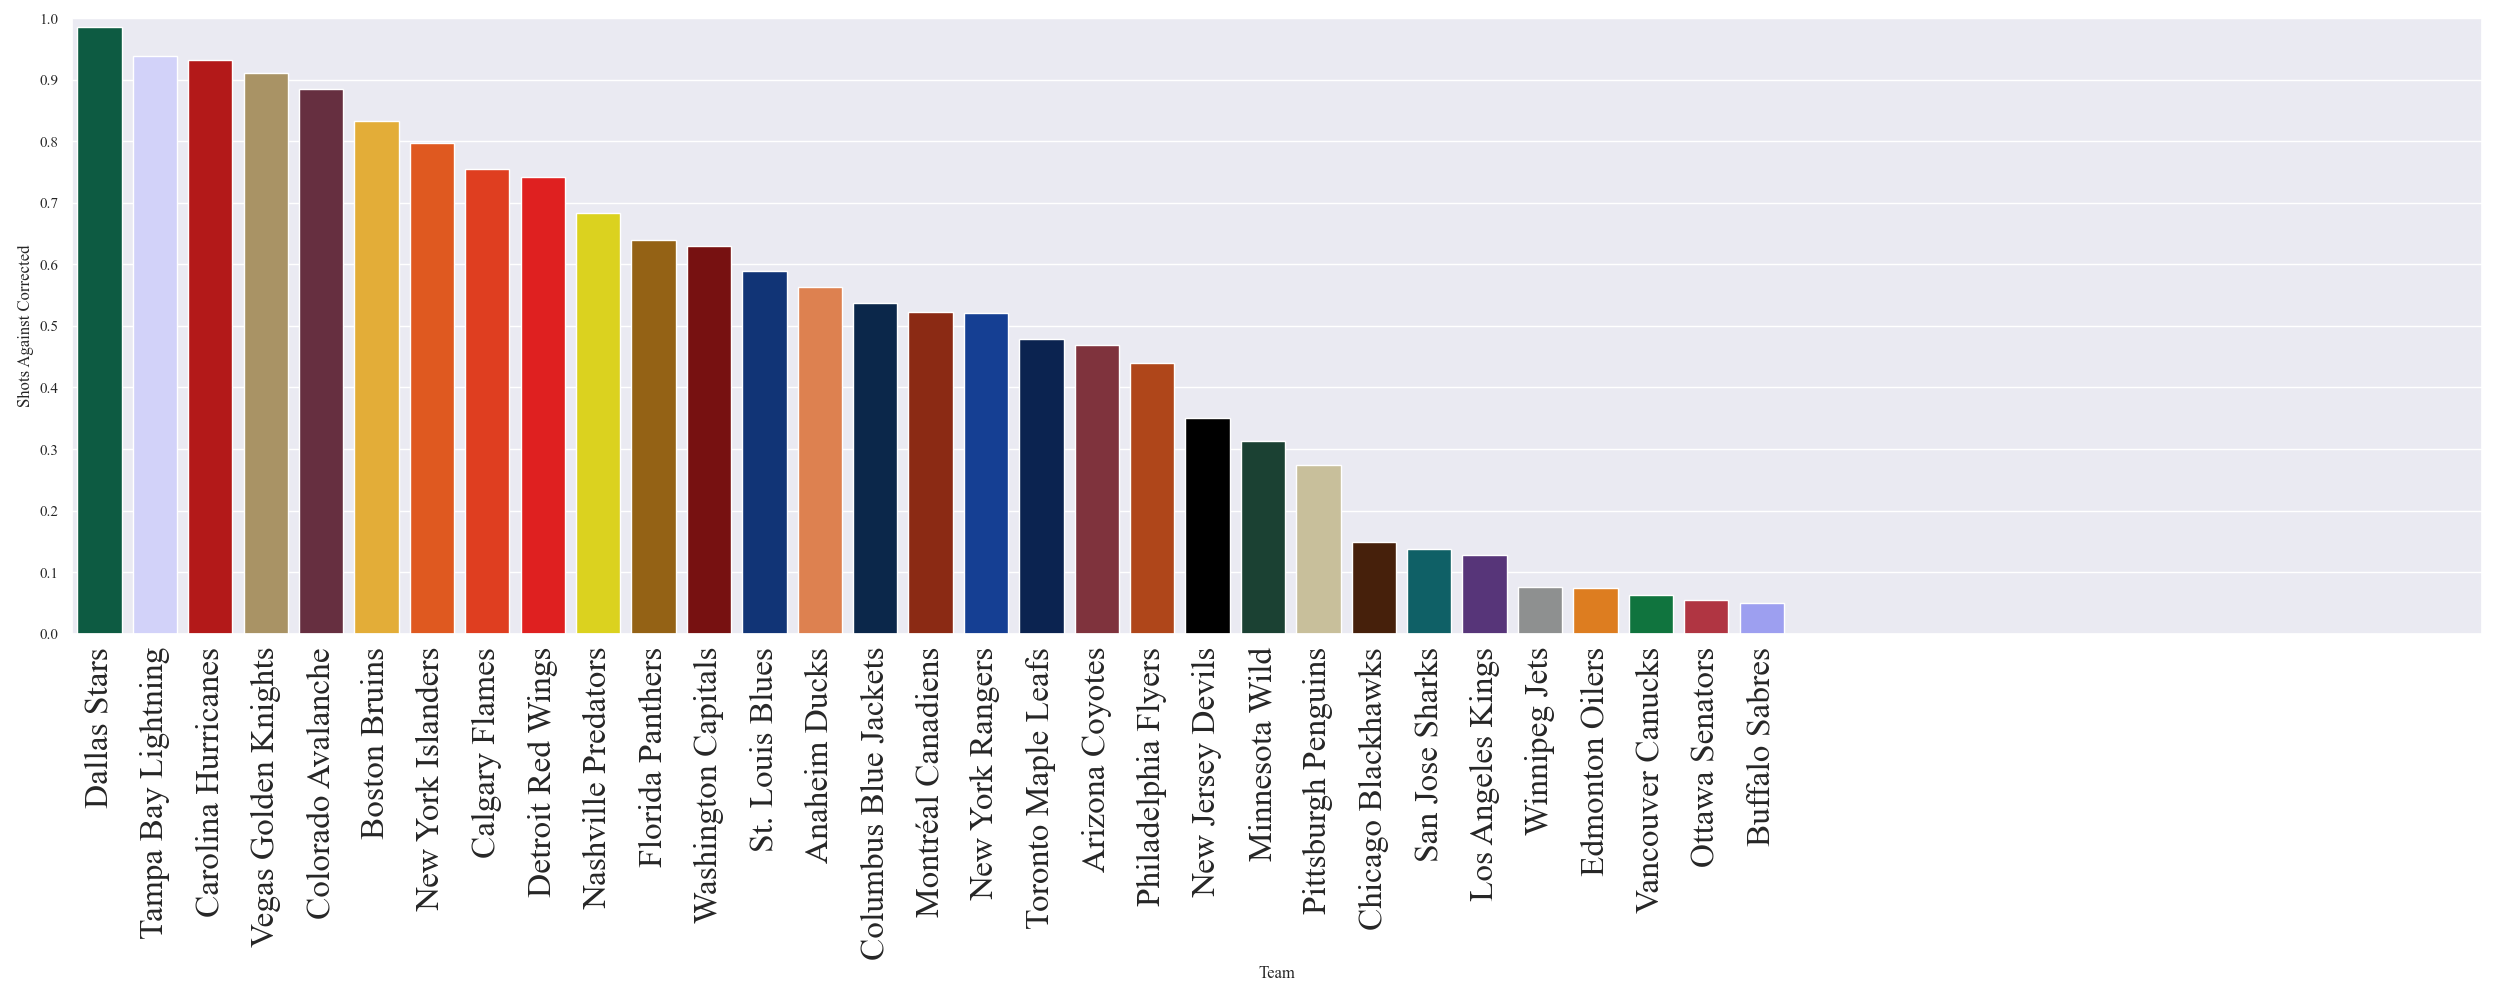 1.0
0.9
0.8
0.7
0.6
0.5
0.4
0.3
0.2
0.1
0.0
Shots Against Corrected
Dallas Stars
Tampa Bay Lightning
Carolina Hurricanes
Vegas Golden Knights
Colorado Avalanche
Boston Bruins
New York Islanders
Calgary Flames
Detroit Red Wings
Nashville Predators
Florida Panthers
Washington Capitals
St. Louis Blues
Anaheim Ducks
Columbus Blue Jackets
Montréal Canadiens
New York Rangers
Toronto Maple Leafs
Arizona Coyotes
Philadelphia Flyers
New Jersey Devils
Minnesota Wild
Pittsburgh Penguins
Chicago Blackhawks
San Jose Sharks
Los Angeles Kings
Winnipeg Jets
Edmonton Oilers
Vancouver Canucks
Ottawa Senators
Buffalo Sabres
Team